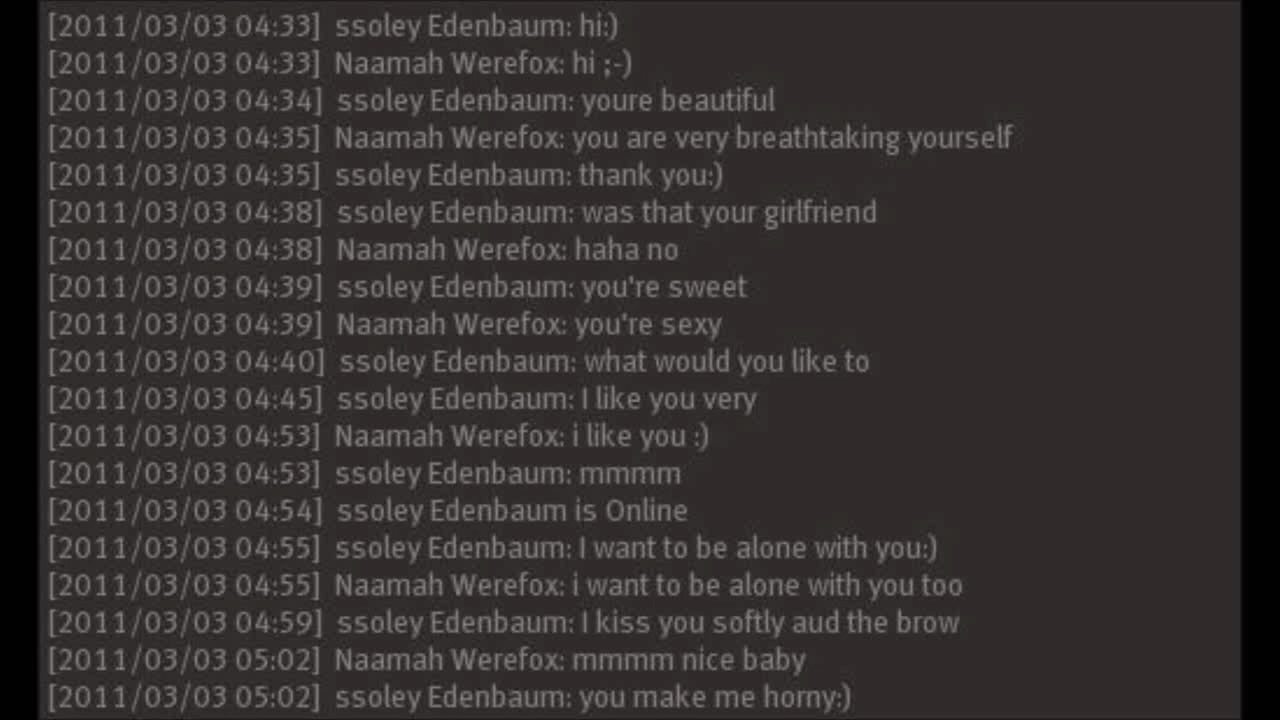 [2011/03/03 04:33] ssoley Edenbaum: hi:)
[2011/03/03 04:33] Naamah Werefox: hi ;-)
[2011/03/03 04:34] ssoley Edenbaum: youre beautiful
[2011/03/03 04:35] Naamah Werefox: you are very breathtaking yourself
[2011/03/03 04:35] ssoley Edenbaum: thank you:)
[2011/03/03 04:38] ssoley Edenbaum: was that your girlfriend
[2011/03/03 04:38] Naamah Werefox: haha no
[2011/03/03 04:39] ssoley Edenbaum: you're sweet
[2011/03/03 04:39] Naamah Werefox: you're sexy
[2011/03/03 04:40] ssoley Edenbaum: what would you like to
[2011/03/03 04:45] ssoley Edenbaum: I like you very
[2011/03/03 04:53] Naamah Werefox: i like you :)
[2011/03/03 04:53] ssoley Edenbaum: mmmm
[2011/03/03 04:54] ssoley Edenbaum is Online
[2011/03/03 04:55] ssoley Edenbaum: I want to be alone with you:)
[2011/03/03 04:55] Naamah Werefox: i want to be alone with you too
[2011/03/03 04:59] ssoley Edenbaum: I kiss you softly aud the brow
[2011/03/03 05:02] Naamah Werefox: mmmm nice baby
[2011/03/03 05:02] ssoley Edenbaum: you make me horny:)